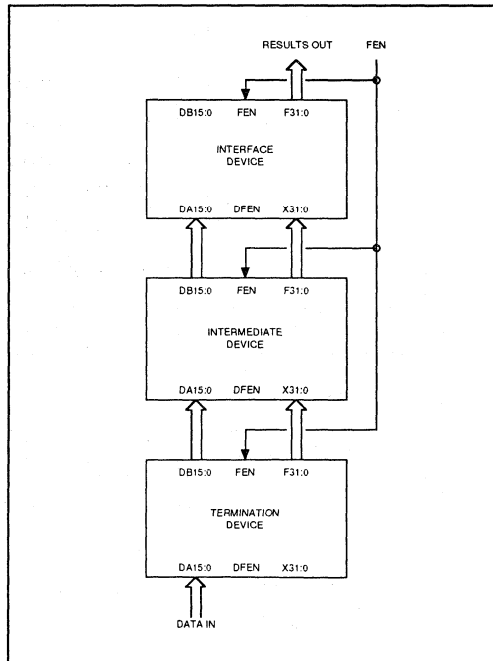 RESULTS OUT FEN
DB15:0 FEN F31:0
INTERFACE
DEVICE
DA15:0 DFEN X31:0
DB15:0 FEN F31:0
INTERMEDIATE
DEVICE
DA15:0 DFEN X31:0
DB15:0 FEN F31:0
TERMINATION
DEVICE
DA15:0 DFEN X31:0
DATA IN